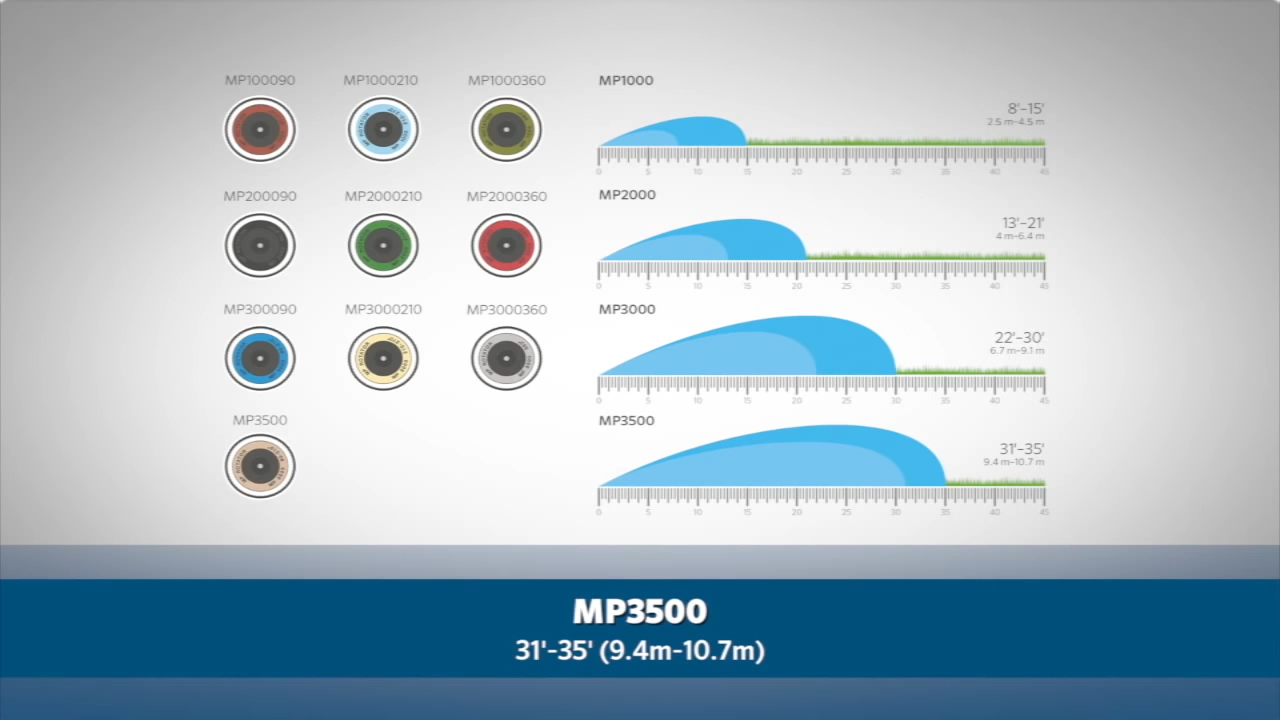 MP100090 MP1000210 MP1000360 MP1000
8'-15'
2.5 m-4.5 m
0 5 10 15 20 25 30 35 40 45
MP200090 MP2000210 MP2000360 MP2000
13'-21'
4 m-6.4 m
0 5 10 15 20 25 30 35 40 45
MP300090 MP3000210 MP3000360 MP3000
22'-30'
6.7 m-9.1 m
0 5 10 15 20 25 30 35 40 45
MP3500 MP3500
31'-35'
9.4 m-10.7 m
0 5 10 15 20 25 30 35 40 45
MP3500
31'-35' (9.4m-10.7m)